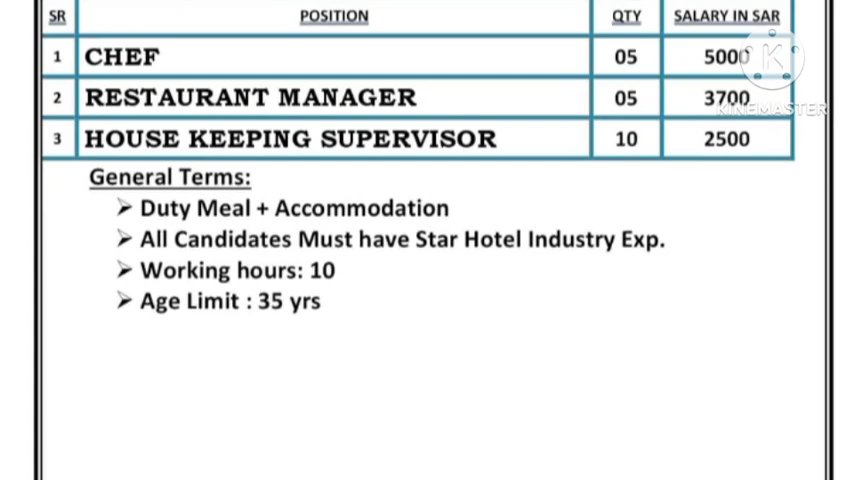 SR POSITION QTY SALARY IN SAR
1 CHEF 05 5000
2 RESTAURANT MANAGER 05 3700
3 HOUSE KEEPING SUPERVISOR 10 2500
General Terms:
➢ Duty Meal + Accommodation
➢ All Candidates Must have Star Hotel Industry Exp.
➢ Working hours: 10
➢ Age Limit : 35 yrs
K
KINEMASTER